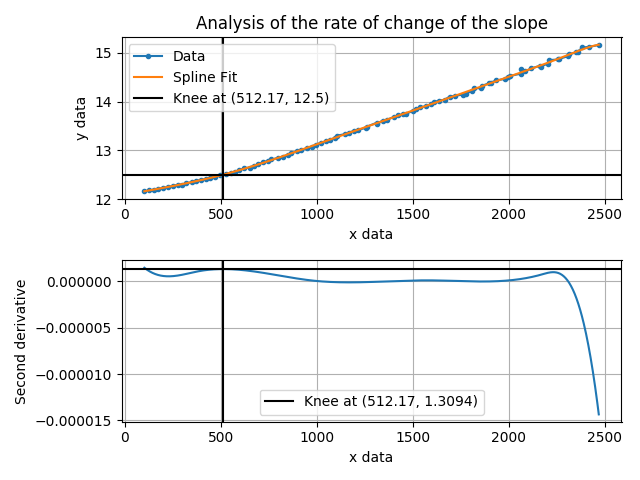 Analysis of the rate of change of the slope
15
14
13
12
y data
Data
Spline Fit
Knee at (512.17, 12.5)
0 500 1000 1500 2000 2500
x data
0.000000
−0.000005
−0.000010
−0.000015
Second derivative
Knee at (512.17, 1.3094)
0 500 1000 1500 2000 2500
x data